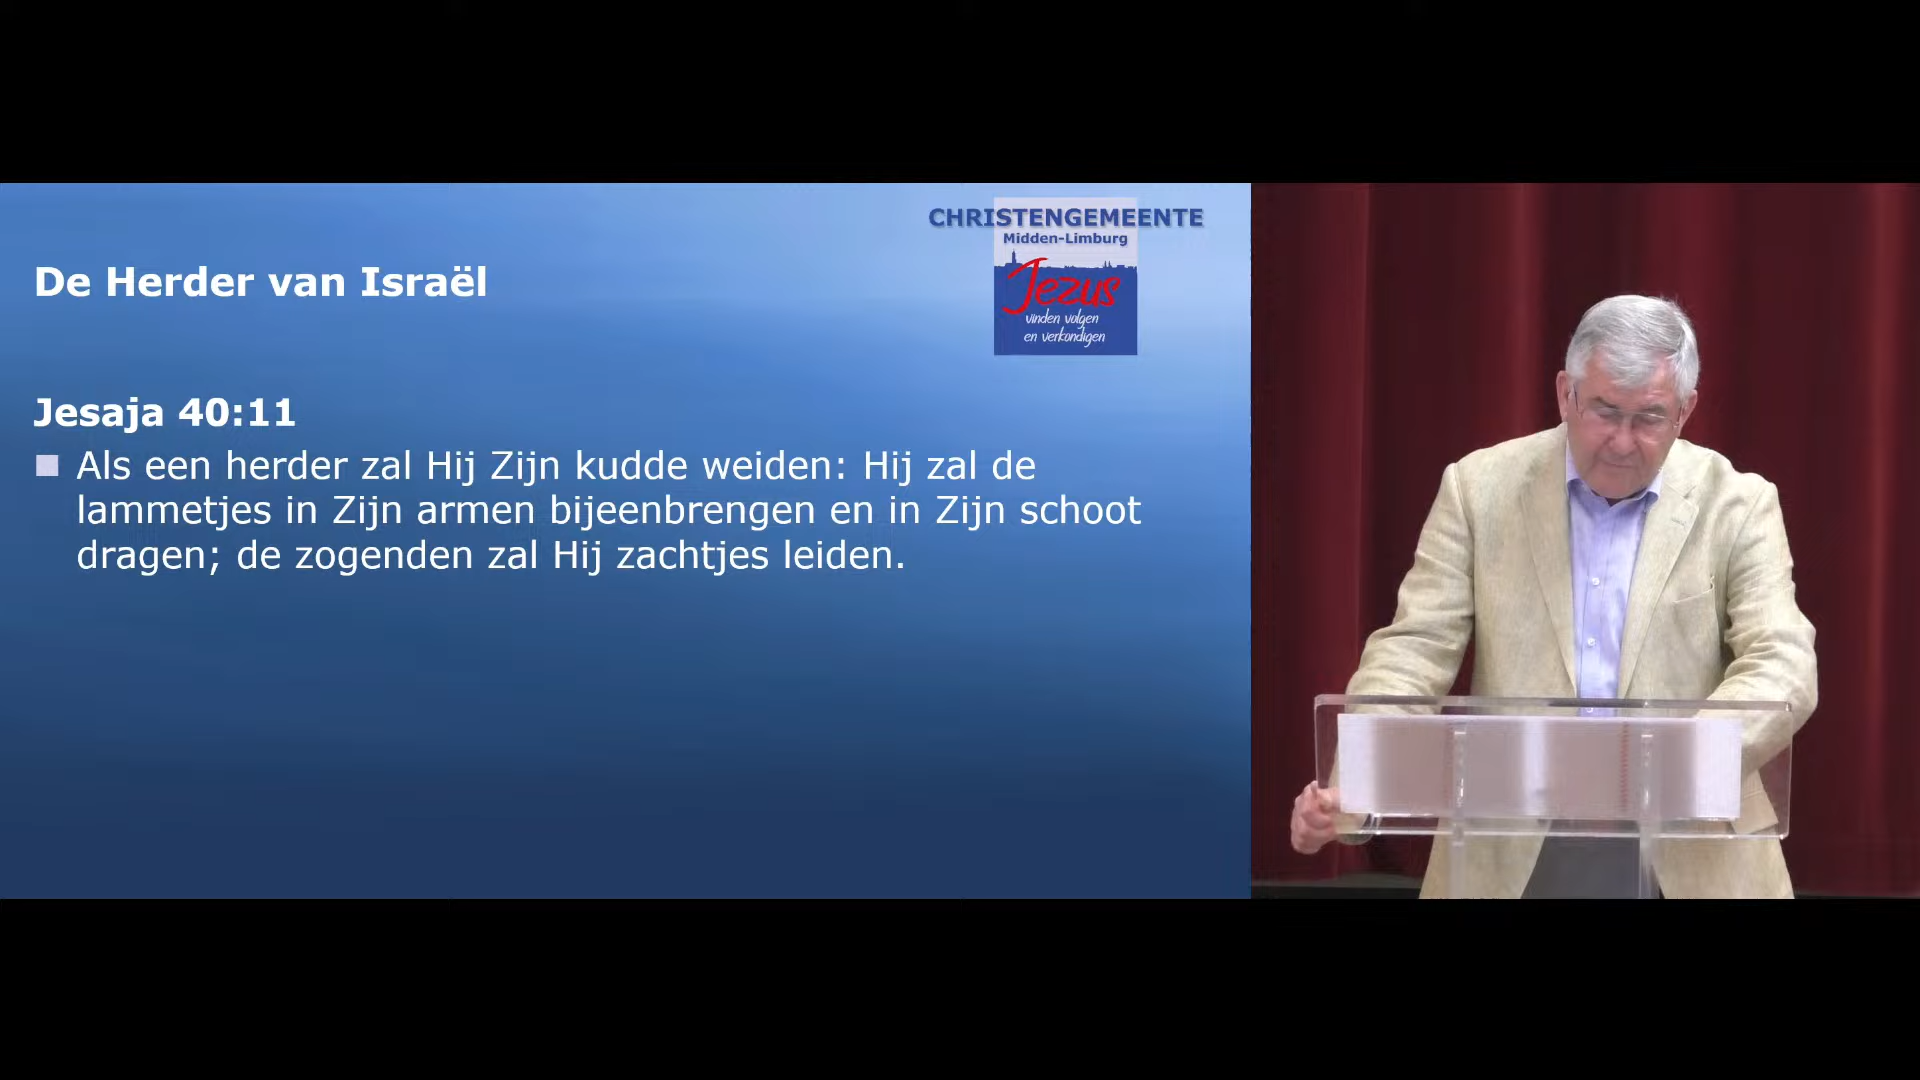 CHRISTENGEMEENTE
Midden-Limburg
Jezus
vinden volgen
en verkondigen
De Herder van Israël
Jesaja 40:11
Als een herder zal Hij Zijn kudde weiden: Hij zal de
lammetjes in Zijn armen bijeenbrengen en in Zijn schoot
dragen; de zogenden zal Hij zachtjes leiden.